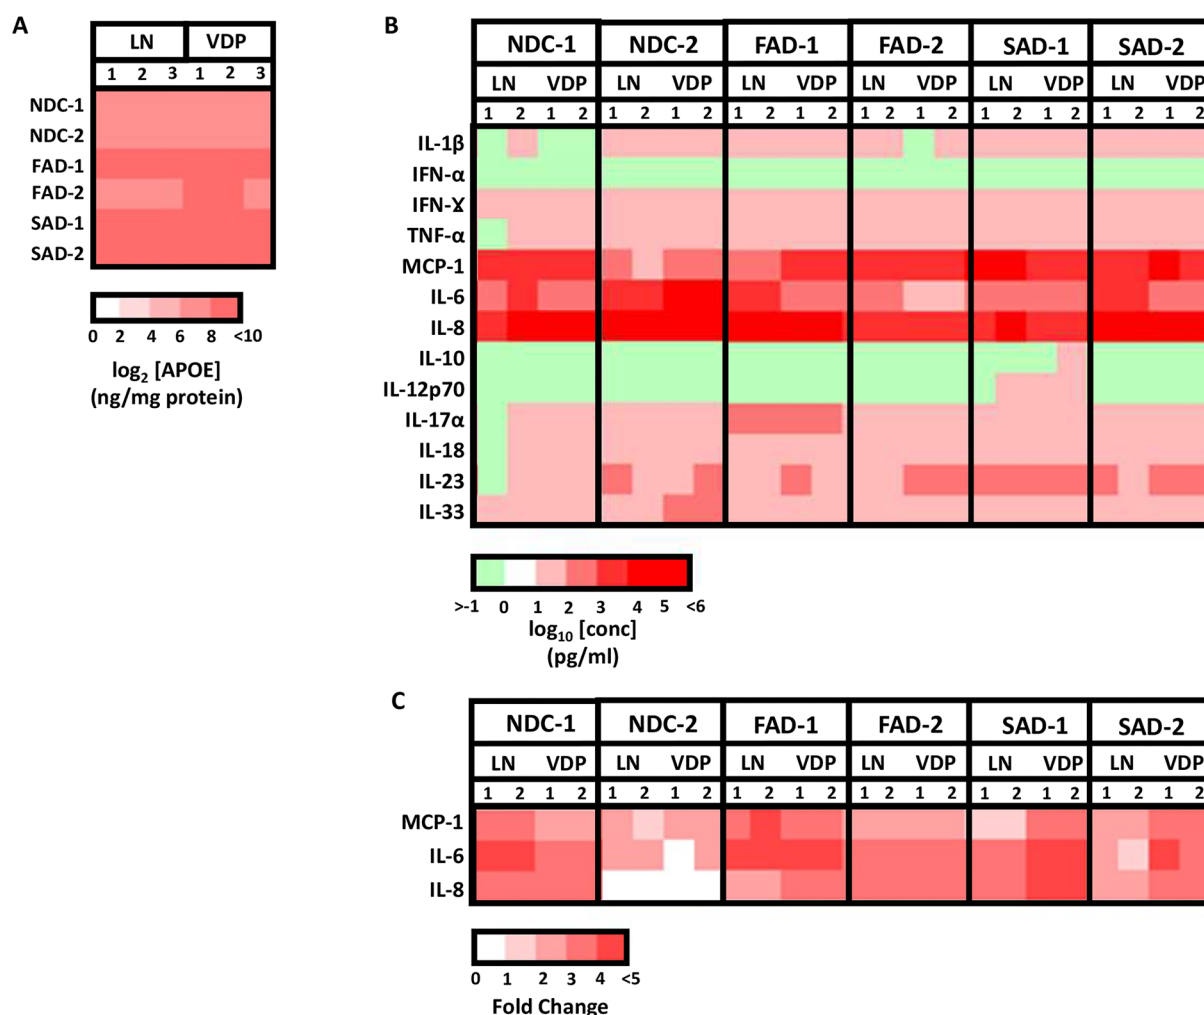 A
LN VDP
1 2 3 1 2 3
NDC-1
NDC-2
FAD-1
FAD-2
SAD-1
SAD-2
0 2 4 6 8 <10
log2 [APOE]
(ng/mg protein)
B
NDC-1 NDC-2 FAD-1 FAD-2 SAD-1 SAD-2
LN VDP LN VDP LN VDP LN VDP LN VDP LN VDP
1 2 1 2 1 2 1 2 1 2 1 2 1 2 1 2 1 2 1 2 1 2 1 2
IL-1β
IFN-α
IFN-Ɣ
TNF-α
MCP-1
IL-6
IL-8
IL-10
IL-12p70
IL-17α
IL-18
IL-23
IL-33
>-1 0 1 2 3 4 5 <6
log10 [conc]
(pg/ml)
C
NDC-1 NDC-2 FAD-1 FAD-2 SAD-1 SAD-2
LN VDP LN VDP LN VDP LN VDP LN VDP LN VDP
1 2 1 2 1 2 1 2 1 2 1 2 1 2 1 2 1 2 1 2 1 2 1 2
MCP-1
IL-6
IL-8
0 1 2 3 4 <5
Fold Change